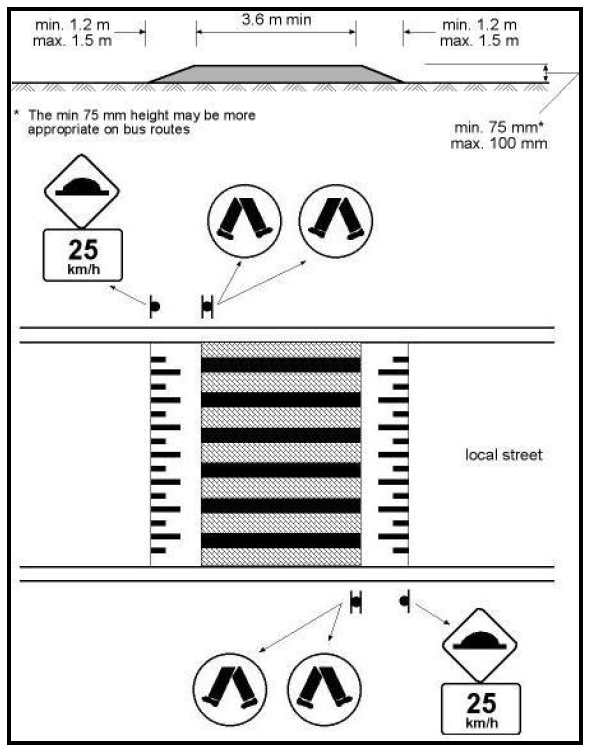 min. 1.2 m
max. 1.5 m
3.6 m min
min. 1.2 m
max. 1.5 m
* The min 75 mm height may be more
appropriate on bus routes
min. 75 mm*
max. 100 mm
25
km/h
local street
25
km/h